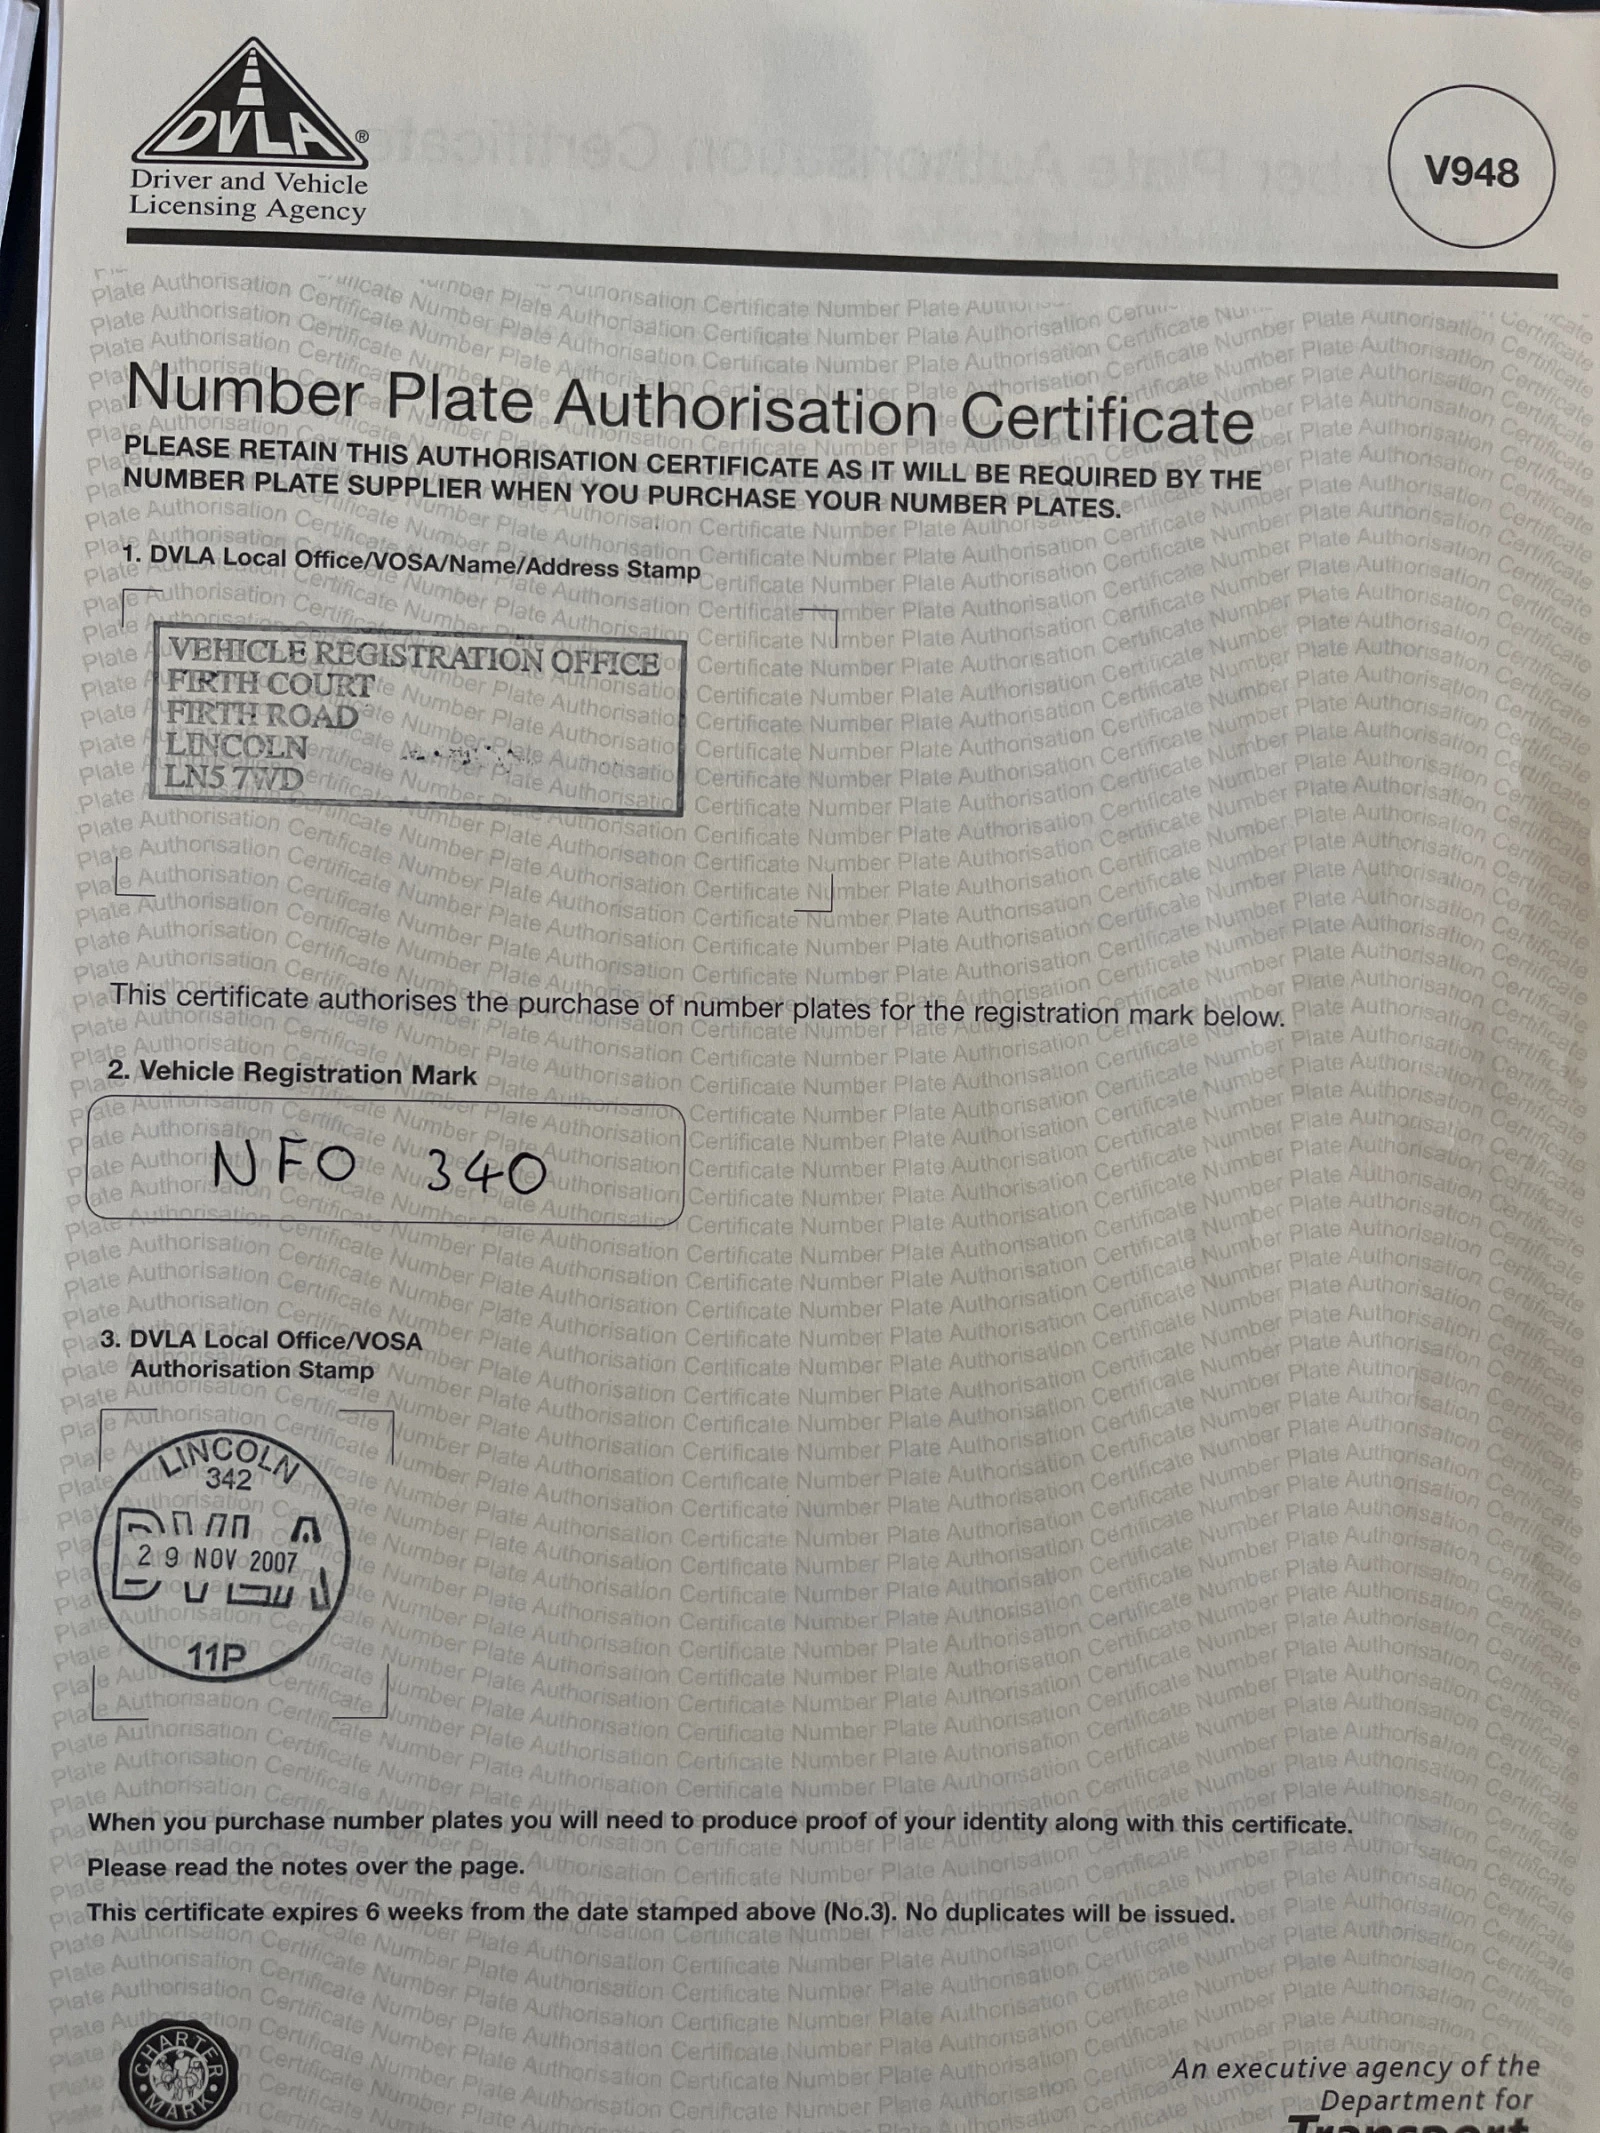 DVLA®
Driver and Vehicle
Licensing Agency
V948
Number Plate Authorisation Certificate
PLEASE RETAIN THIS AUTHORISATION CERTIFICATE AS IT WILL BE REQUIRED BY THE
NUMBER PLATE SUPPLIER WHEN YOU PURCHASE YOUR NUMBER PLATES.
1. DVLA Local Office/VOSA/Name/Address Stamp
VEHICLE REGISTRATION OFFICE
FIRTH COURT
FIRTH ROAD
LINCOLN
LN5 7WD
This certificate authorises the purchase of number plates for the registration mark below.
2. Vehicle Registration Mark
NFO 340
3. DVLA Local Office/VOSA
Authorisation Stamp
LINCOLN
342
29 NOV 2007
11P
When you purchase number plates you will need to produce proof of your identity along with this certificate.
Please read the notes over the page.
This certificate expires 6 weeks from the date stamped above (No.3). No duplicates will be issued.
CHARTER
MARK
An executive agency of the
Department for
Transport